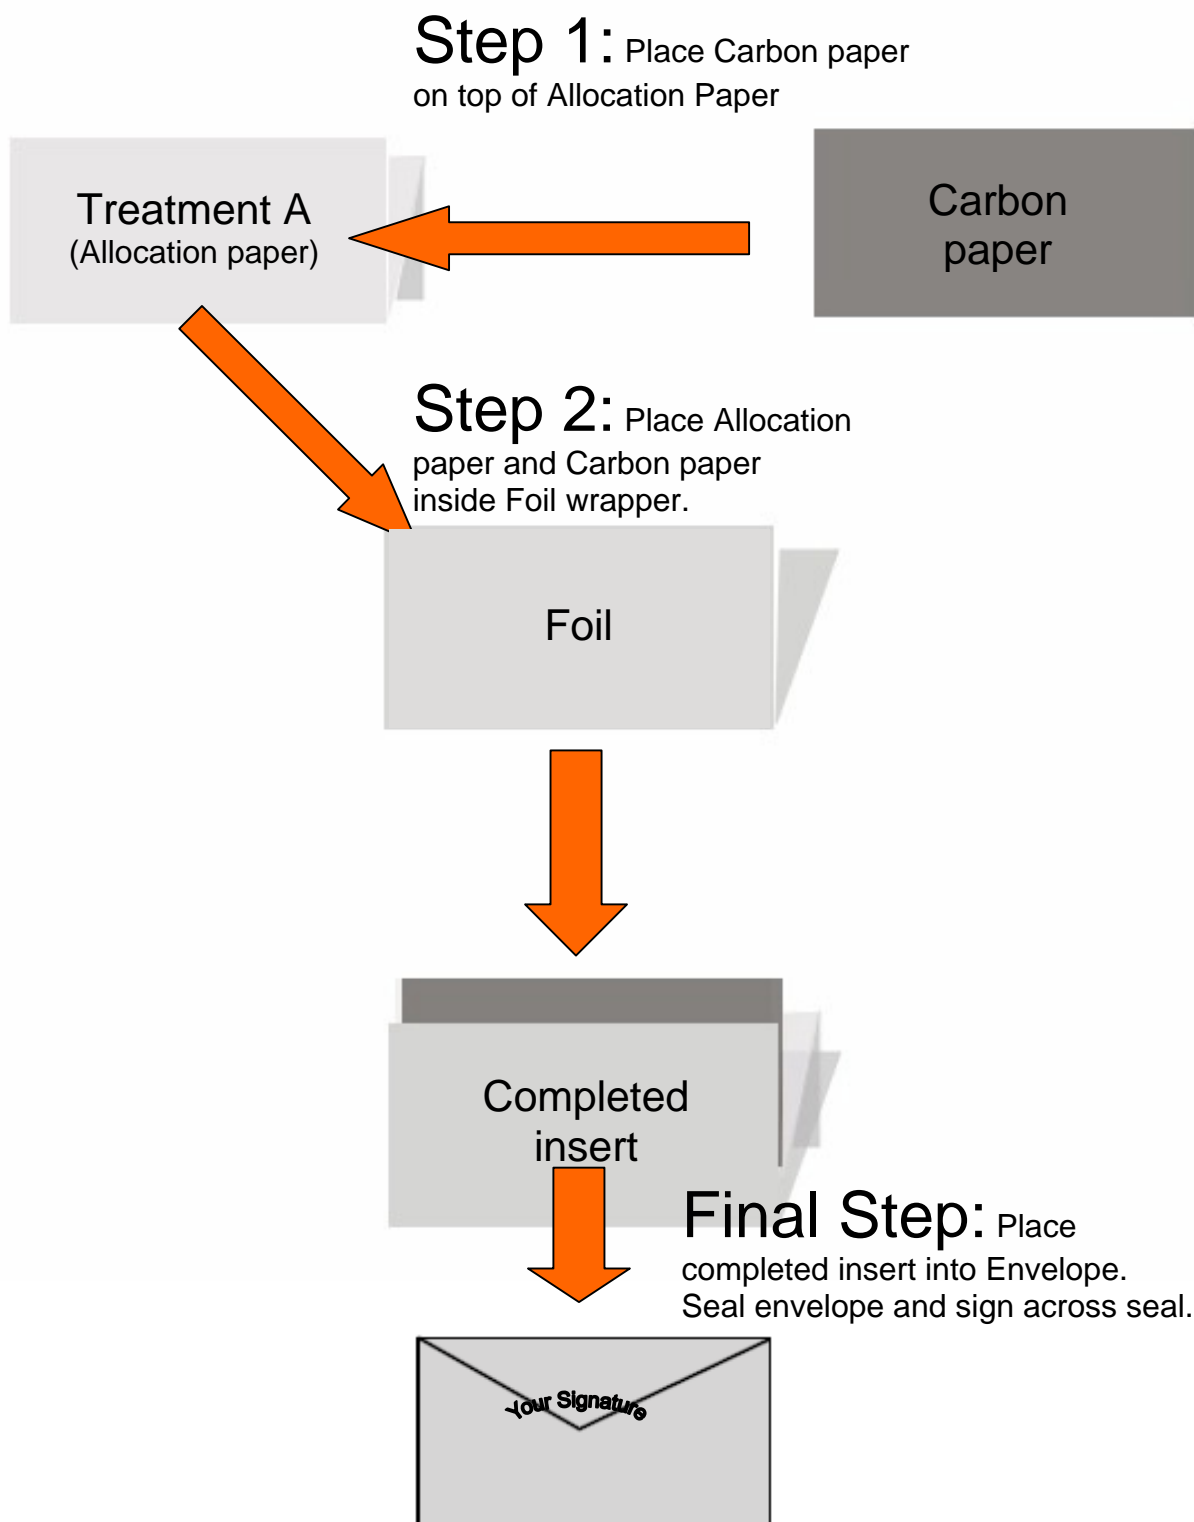 Step 1: Place Carbon paper
on top of Allocation Paper
Treatment A
(Allocation paper)
Carbon
paper
Step 2: Place Allocation
paper and Carbon paper
inside Foil wrapper.
Foil
Completed
insert
Final Step: Place
completed insert into Envelope.
Seal envelope and sign across seal.
Your Signature